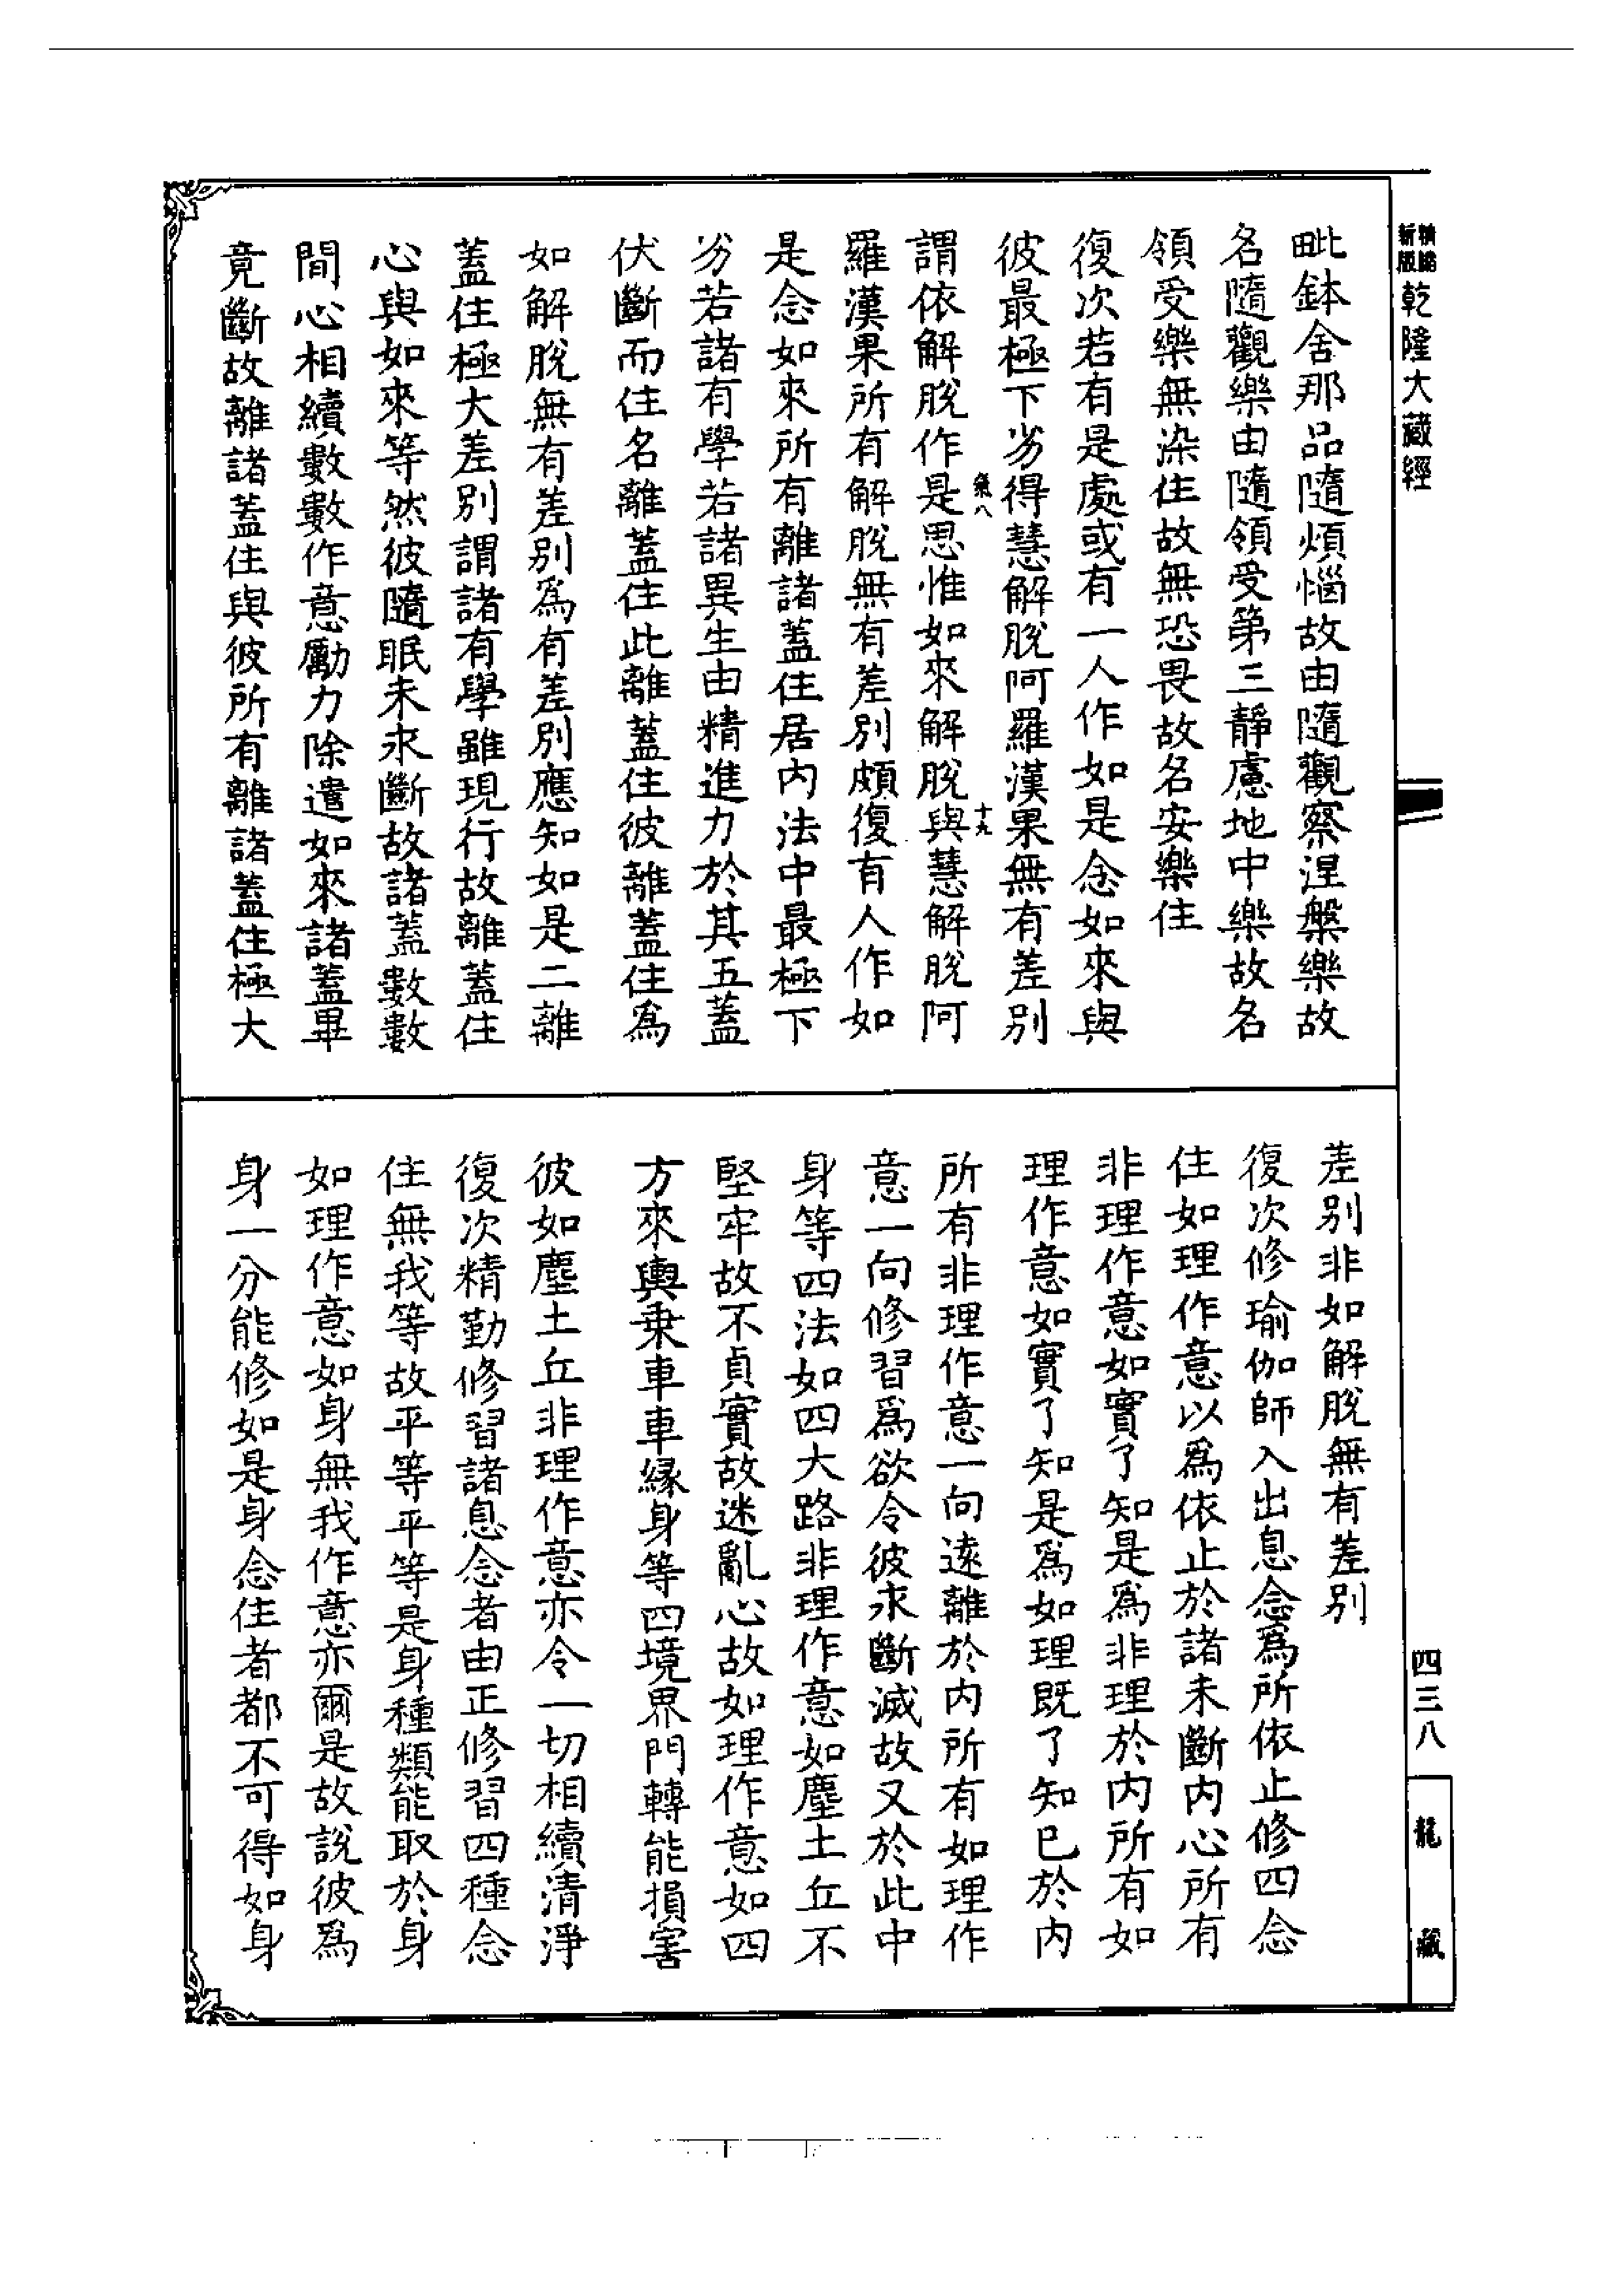 精縮新版乾隆大藏經
毗鉢舍那品隨煩惱故由隨觀察涅槃樂故
名隨觀樂由隨領受第三靜慮地中樂故名
領受樂無染住故無恐畏故名安樂住
復次若有是處或有一人作如是念如來與
彼最極下劣得慧解脫阿羅漢果無有差別
謂依解脫作是思惟如來解脫與慧解脫阿
羅漢果所有解脫無有差別頗復有人作如
是念如來所有離諸蓋住居內法中最極下
劣若諸有學若諸異生由精進力於其五蓋
伏斷而住名離蓋住此離蓋住彼離蓋住為
如解脫無有差別為有差別應知如是二離
蓋住極大差別謂諸有學雖現行故離蓋住
心與如來等然彼隨眠未永斷故諸蓋數數
間心相續數數作意勵力除遣如來諸蓋畢
竟斷故離諸蓋住與彼所有離諸蓋住極大
差別非如解脫無有差別
復次修瑜伽師入出息念為所依止修四念
住如理作意以為依止於諸未斷內心所有
非理作意如實了知是為非理於內所有如
理作意如實了知是為如理既了知已於內
所有非理作意一向遠離於內所有如理作
意一向修習為欲令彼永斷滅故又於此中
身等四法如四大路非理作意如塵土丘不
堅牢故不貞實故迷亂心故如理作意如四
方來輿乘車車緣身等四境界門轉能損害
彼如塵土丘非理作意亦令一切相續清淨
復次精勤修習諸息念者由正修習四種念
住無我等故平等平等是身種類能取於身
如理作意如身無我作意亦爾是故說彼為
身一分能修如是身念住者都不可得如身
四三八
龍藏